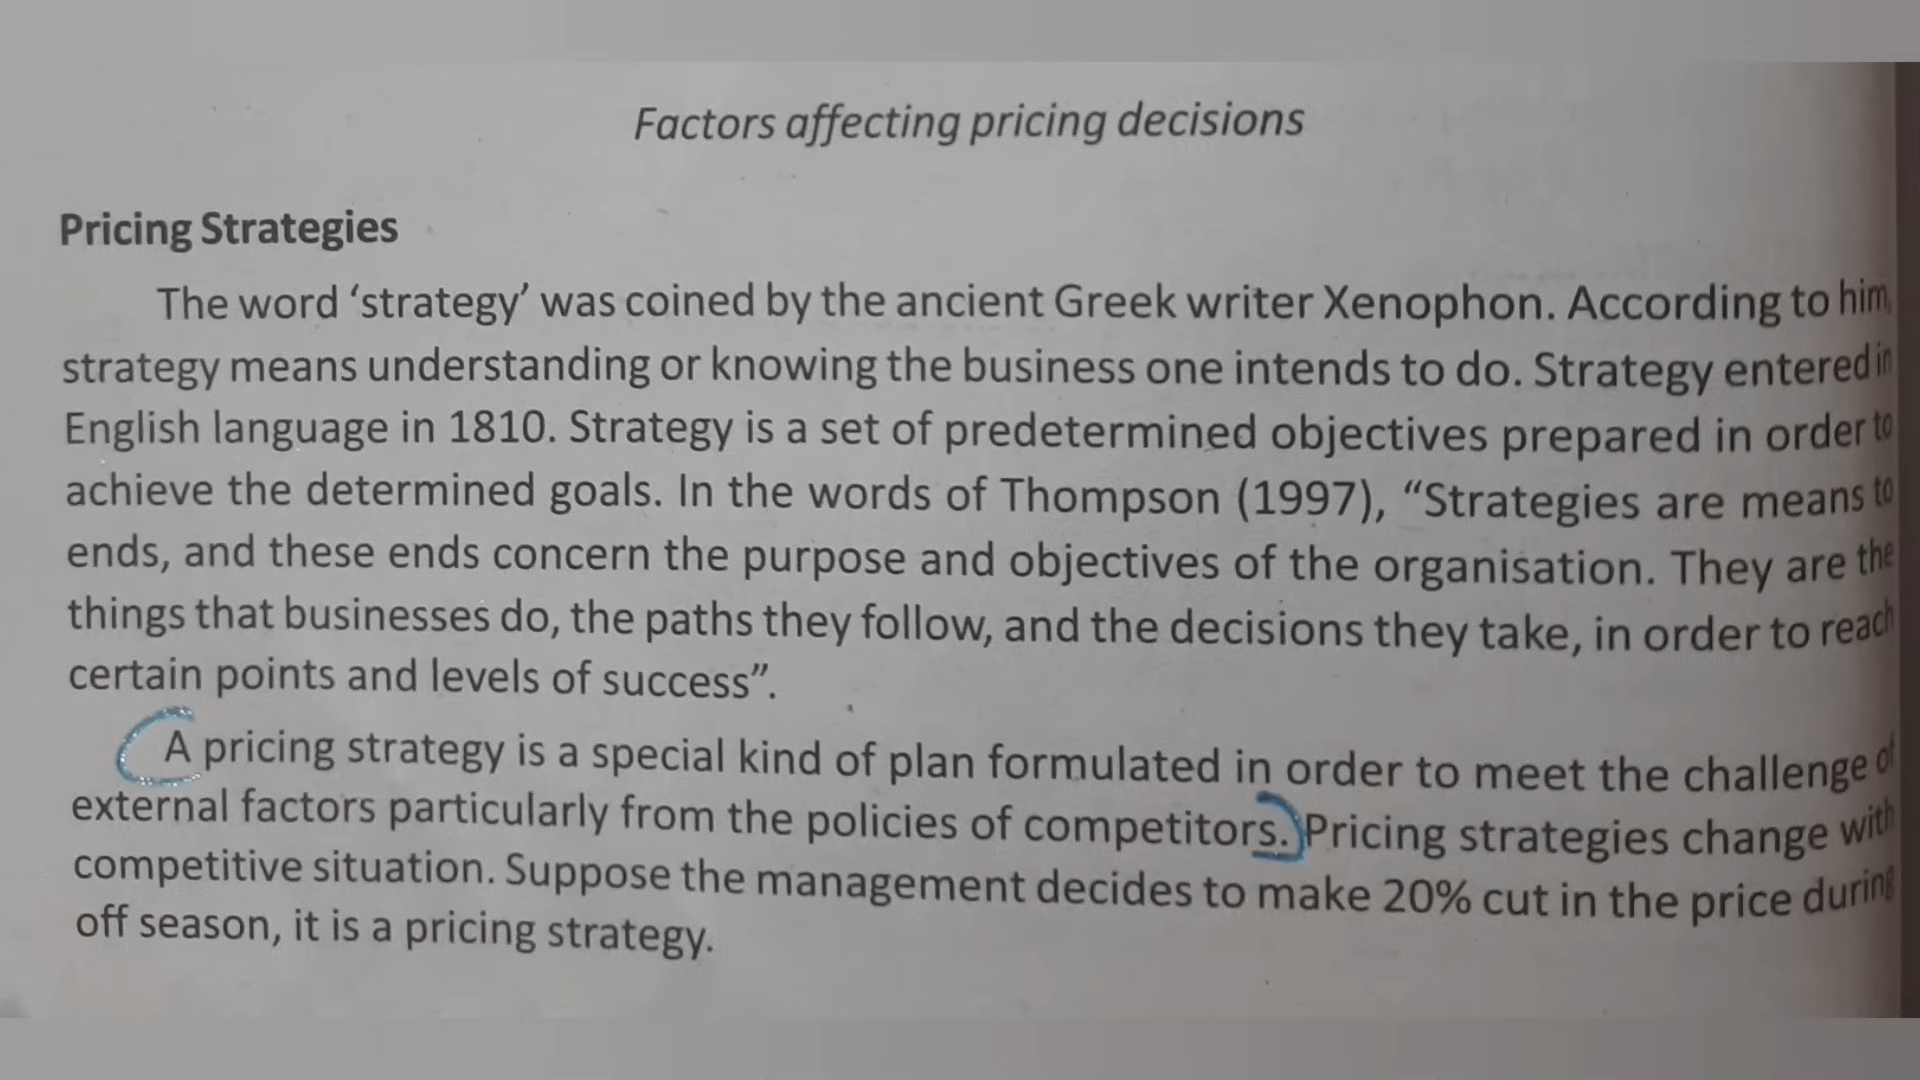 Factors affecting pricing decisions
Pricing Strategies
The word ‘strategy’ was coined by the ancient Greek writer Xenophon. According to him,
strategy means understanding or knowing the business one intends to do. Strategy entered in
English language in 1810. Strategy is a set of predetermined objectives prepared in order to
achieve the determined goals. In the words of Thompson (1997), “Strategies are means to
ends, and these ends concern the purpose and objectives of the organisation. They are the
things that businesses do, the paths they follow, and the decisions they take, in order to reach
certain points and levels of success”.
A pricing strategy is a special kind of plan formulated in order to meet the challenge of
external factors particularly from the policies of competitors. Pricing strategies change with
competitive situation. Suppose the management decides to make 20% cut in the price during
off season, it is a pricing strategy.